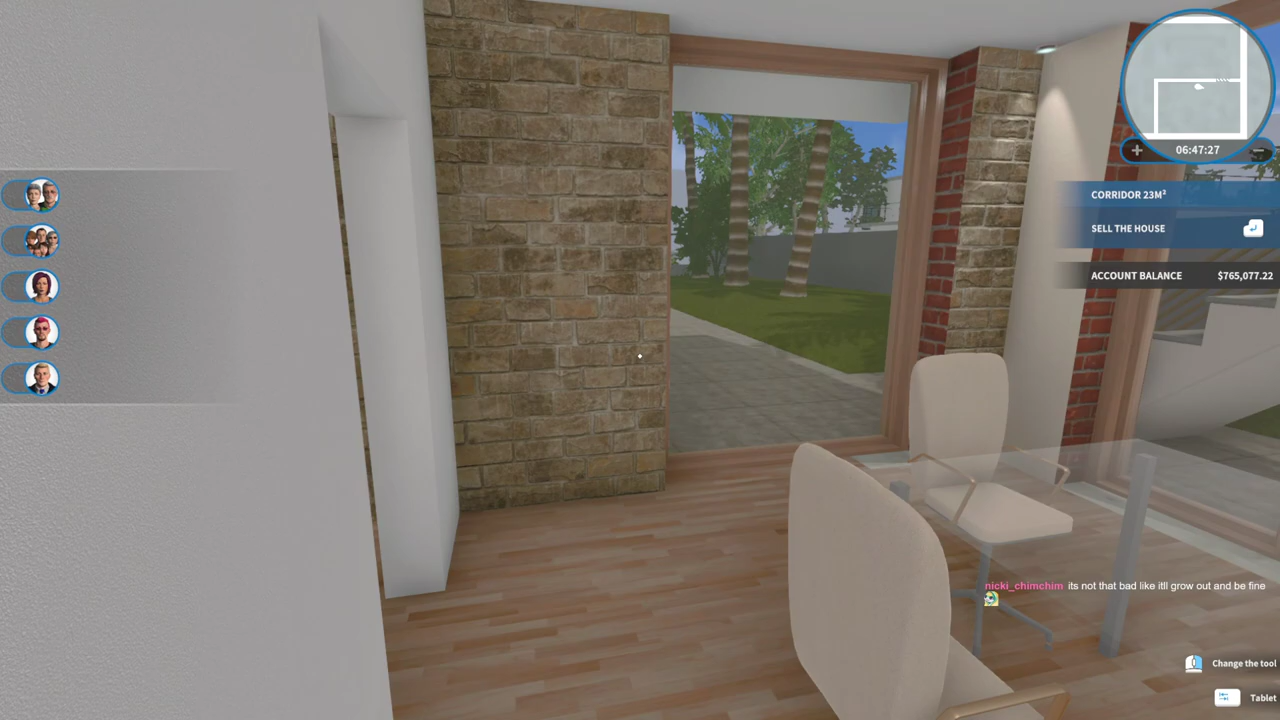 06:47:27
CORRIDOR 23M²
SELL THE HOUSE
ACCOUNT BALANCE $765,077.22
nicki_chimchim its not that bad like itll grow out and be fine
Change the tool
Tablet